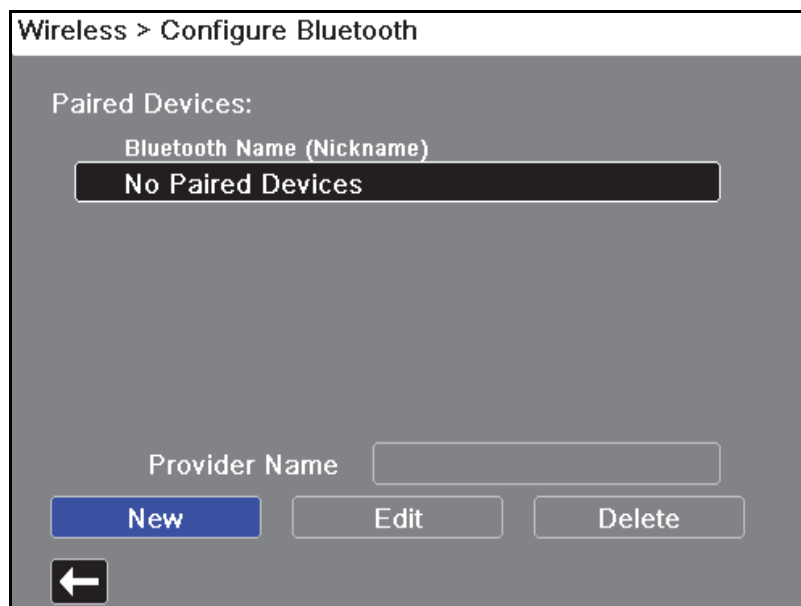 Wireless > Configure Bluetooth
Paired Devices:
Bluetooth Name (Nickname)
No Paired Devices
Provider Name
New Edit Delete